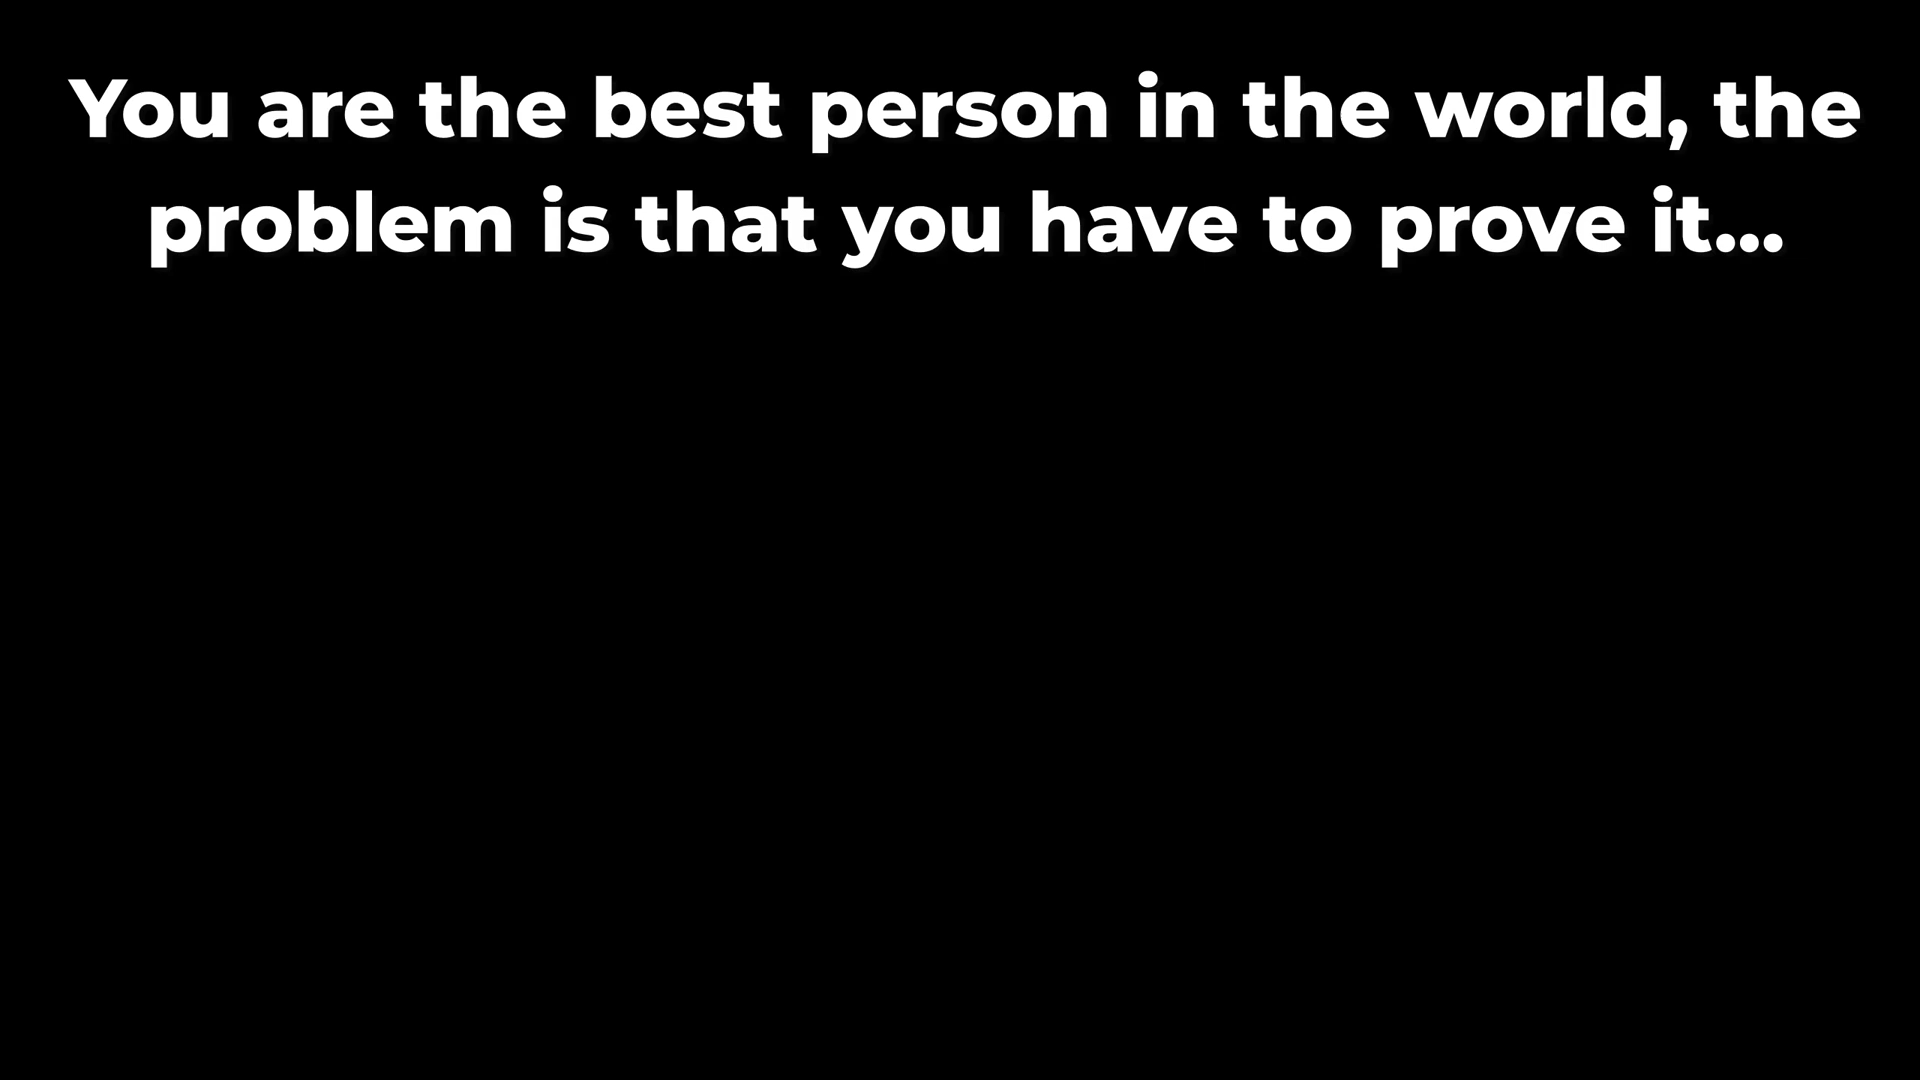 You are the best person in the world, the
problem is that you have to prove it...